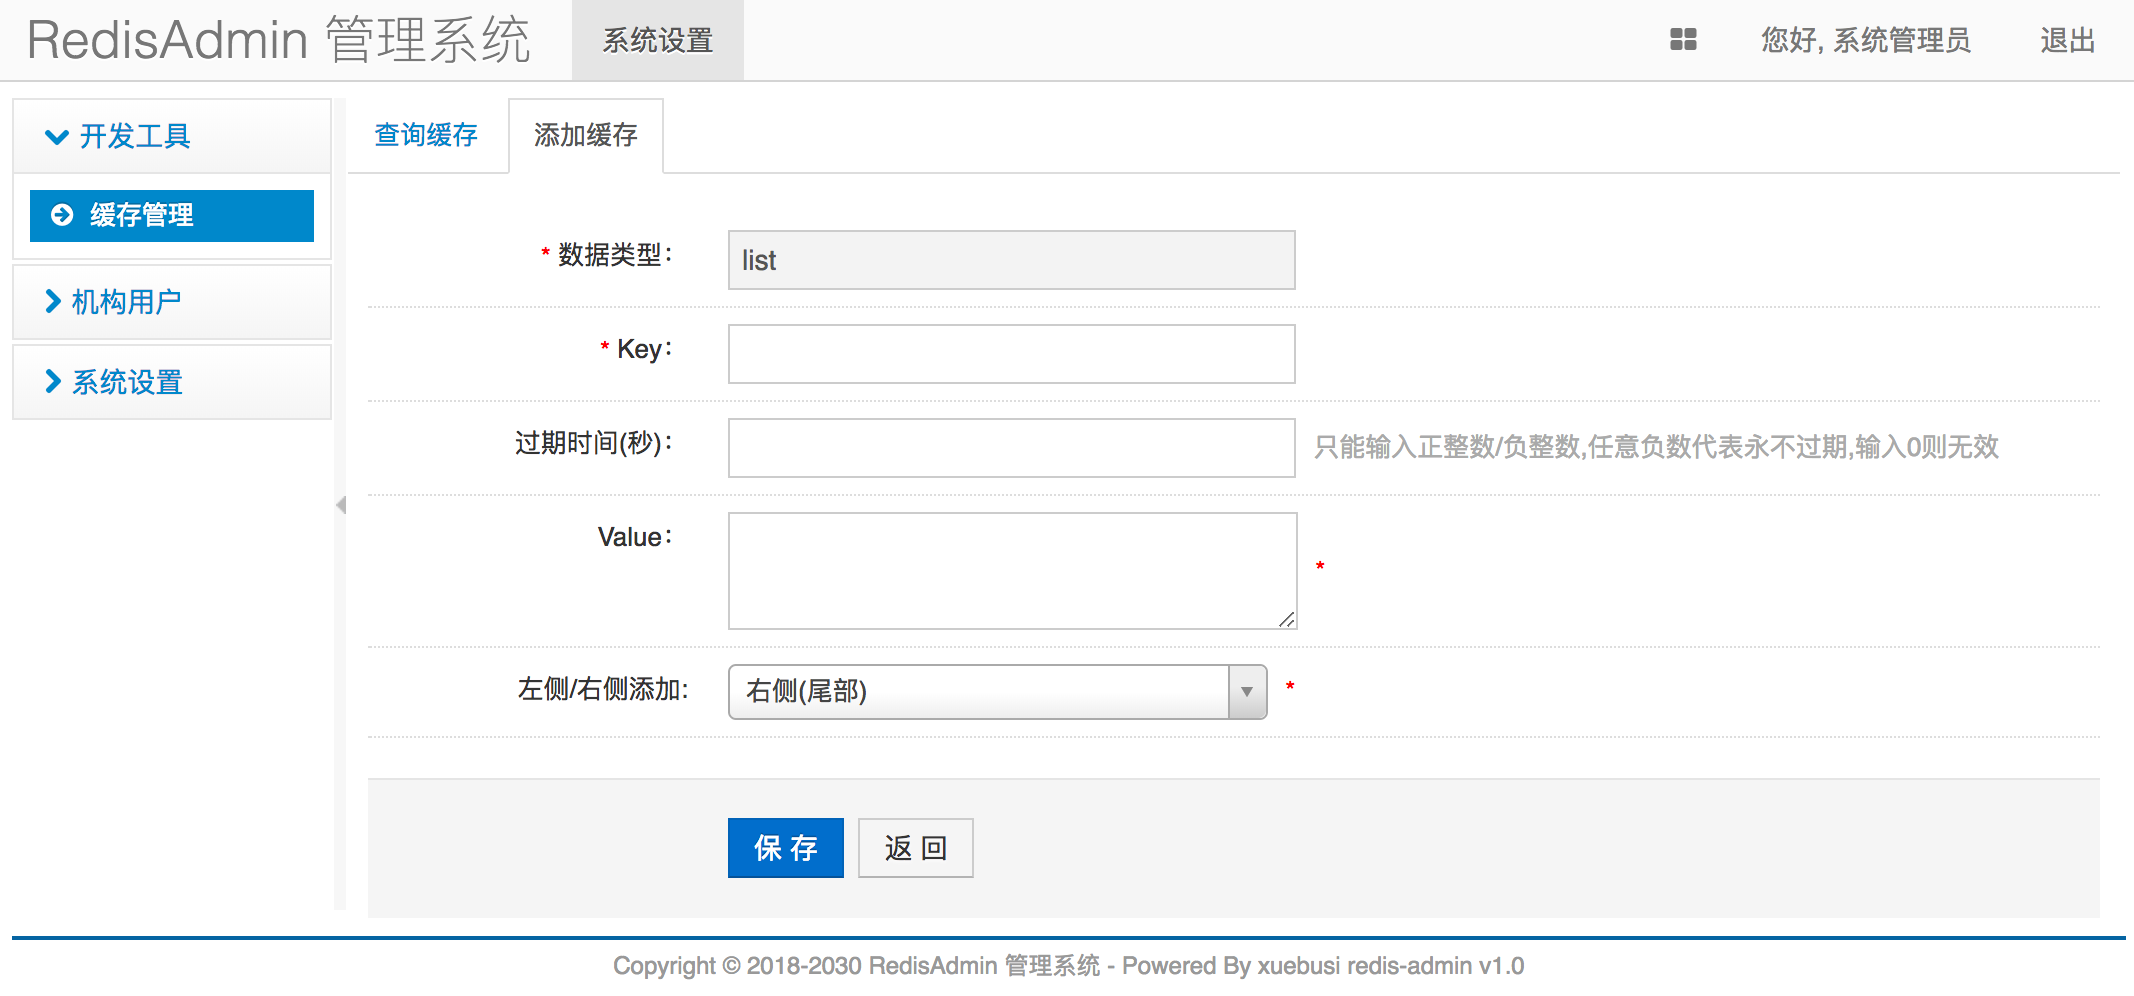 RedisAdmin 管理系统 系统设置 您好, 系统管理员 退出
开发工具
缓存管理
机构用户
系统设置
查询缓存 添加缓存
* 数据类型：list
* Key：
过期时间(秒)： 只能输入正整数/负整数,任意负数代表永不过期,输入0则无效
Value： *
左侧/右侧添加: 右侧(尾部) *
保 存 返 回
Copyright © 2018-2030 RedisAdmin 管理系统 - Powered By xuebusi redis-admin v1.0